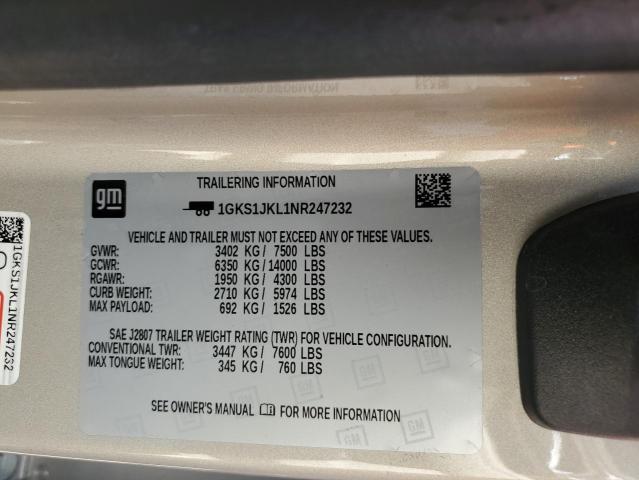 gm
TRAILERING INFORMATION
1GKS1JKL1NR247232
VEHICLE AND TRAILER MUST NOT EXCEED ANY OF THESE VALUES.
GVWR: 3402 KG / 7500 LBS
GCWR: 6350 KG /14000 LBS
RGAWR: 1950 KG / 4300 LBS
CURB WEIGHT: 2710 KG / 5974 LBS
MAX PAYLOAD: 692 KG / 1526 LBS
SAE J2807 TRAILER WEIGHT RATING (TWR) FOR VEHICLE CONFIGURATION.
CONVENTIONAL TWR: 3447 KG / 7600 LBS
MAX TONGUE WEIGHT: 345 KG / 760 LBS
SEE OWNER'S MANUAL FOR MORE INFORMATION
1GKS1JKL1NR247232